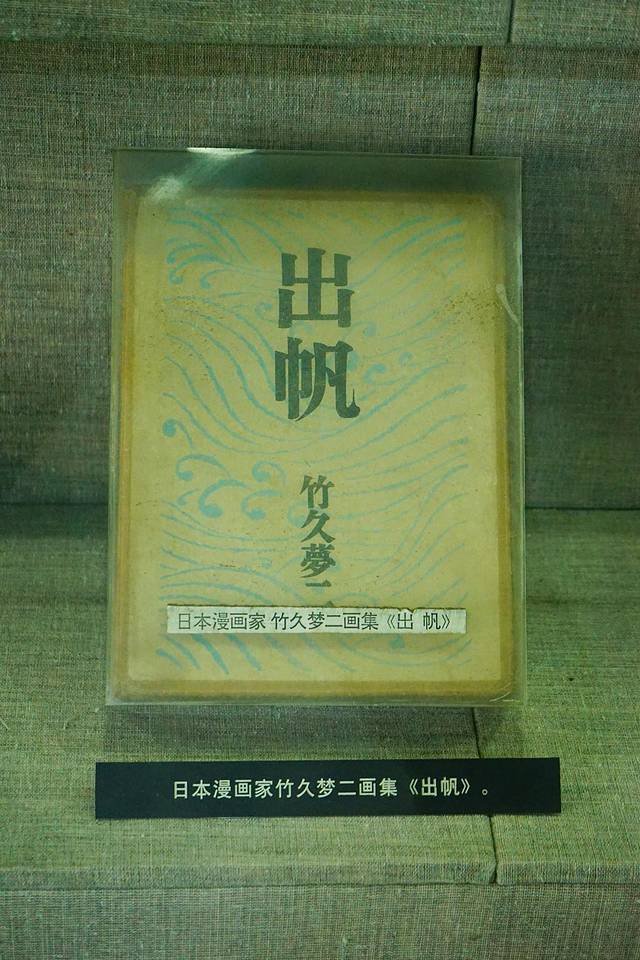 出帆
竹久夢二
日本漫画家 竹久梦二画集《出 帆》
日本漫画家竹久梦二画集《出帆》。